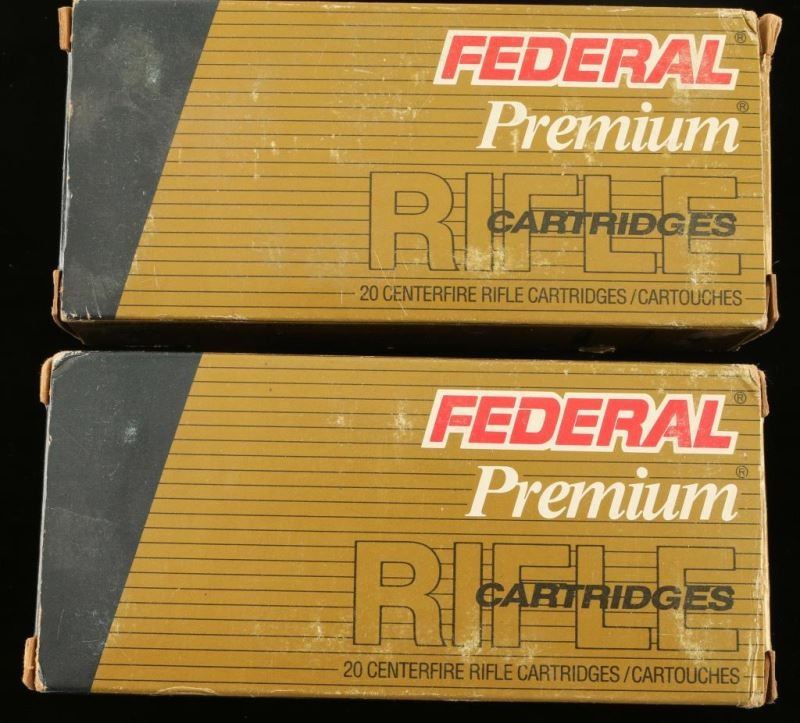 FEDERAL®
Premium®
RIFLE
CARTRIDGES
20 CENTERFIRE RIFLE CARTRIDGES/CARTOUCHES
FEDERAL®
Premium®
RIFLE
CARTRIDGES
20 CENTERFIRE RIFLE CARTRIDGES/CARTOUCHES